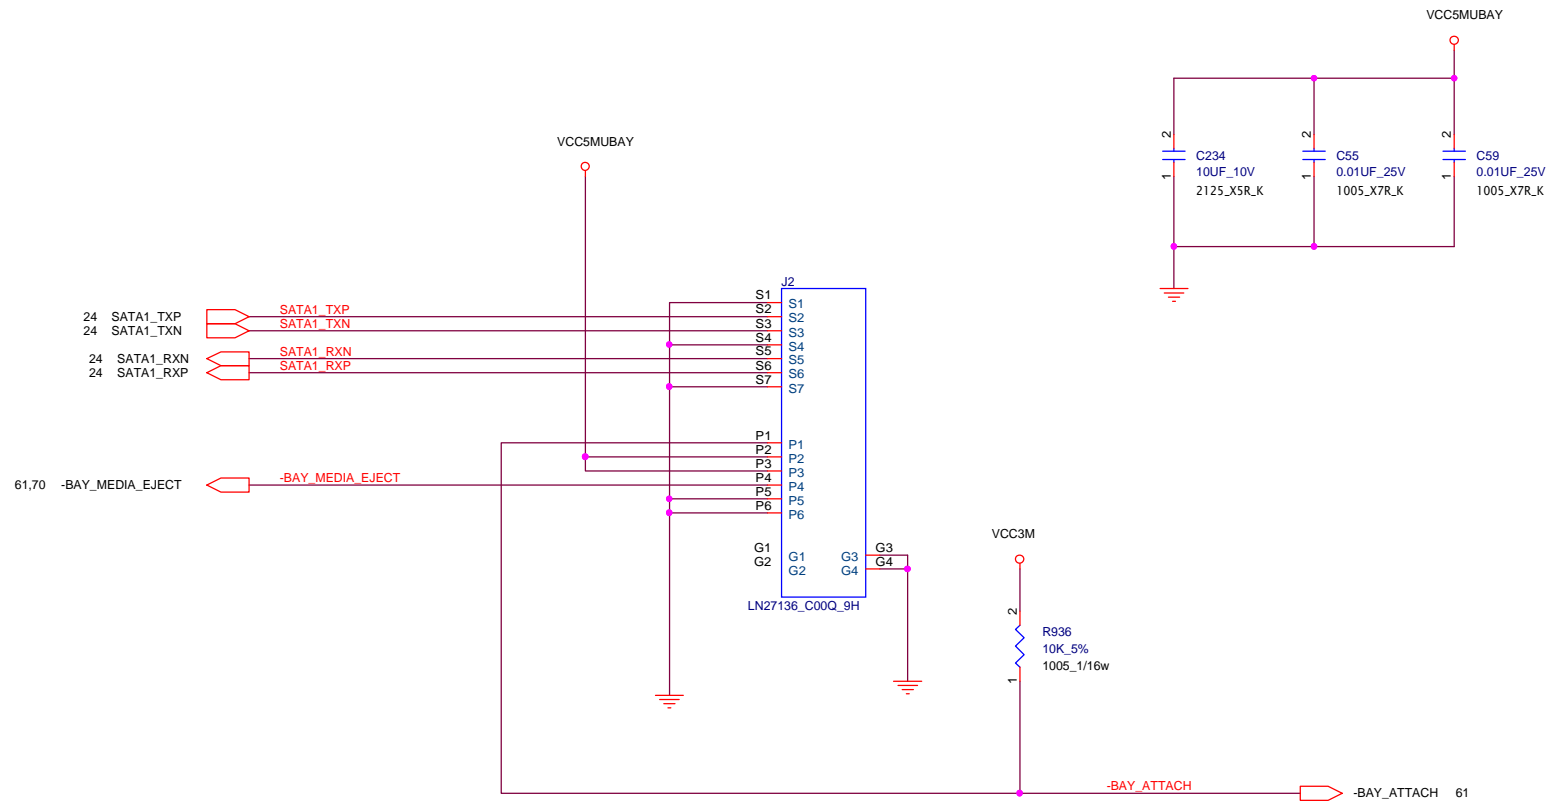 VCC5MUBAY
2
C234
10UF_10V
1
2125_X5R_K
2
C55
0.01UF_25V
1
1005_X7R_K
2
C59
0.01UF_25V
1
1005_X7R_K
VCC5MUBAY
J2
24 SATA1_TXP
SATA1_TXP
24 SATA1_TXN
SATA1_TXN
24 SATA1_RXN
SATA1_RXN
24 SATA1_RXP
SATA1_RXP
S1 S1
S2 S2
S3 S3
S4 S4
S5 S5
S6 S6
S7 S7
P1 P1
P2 P2
P3 P3
P4 P4
P5 P5
P6 P6
61,70 -BAY_MEDIA_EJECT
-BAY_MEDIA_EJECT
G1 G1 G3 G3
G2 G2 G4 G4
LN27136_C00Q_9H
VCC3M
2
R936
10K_5%
1005_1/16w
1
-BAY_ATTACH
-BAY_ATTACH 61